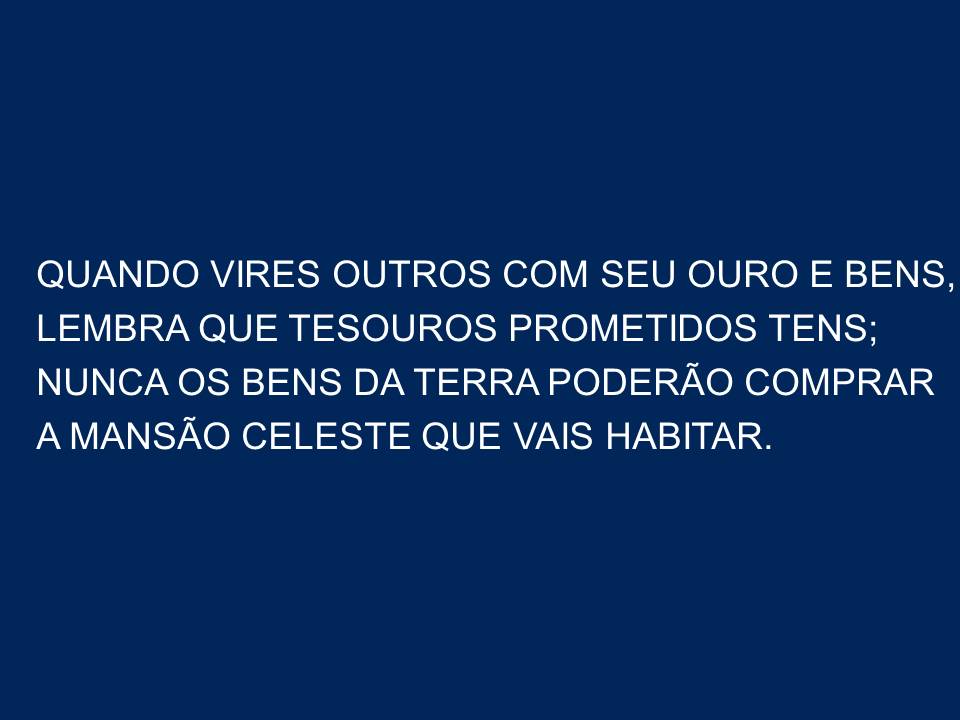 QUANDO VIRES OUTROS COM SEU OURO E BENS,
LEMBRA QUE TESOUROS PROMETIDOS TENS;
NUNCA OS BENS DA TERRA PODERÃO COMPRAR
A MANSÃO CELESTE QUE VAIS HABITAR.